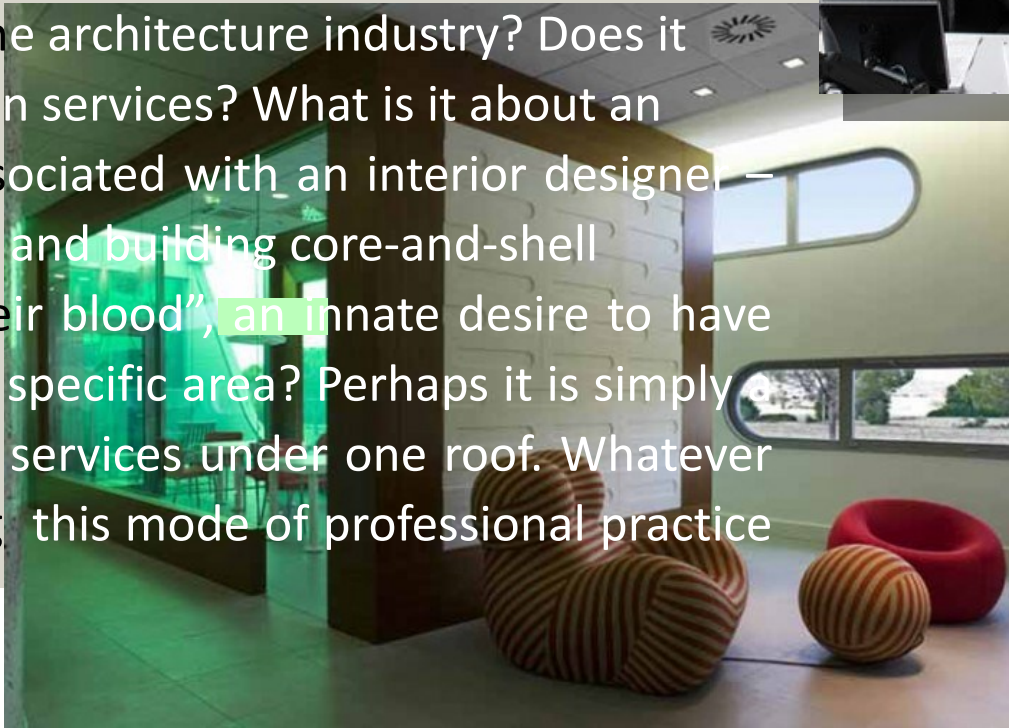 e architecture industry? Does it
n services? What is it about an
sociated with an interior designer –
and building core-and-shell
eir blood”, an innate desire to have
specific area? Perhaps it is simply a
services under one roof. Whatever
this mode of professional practice